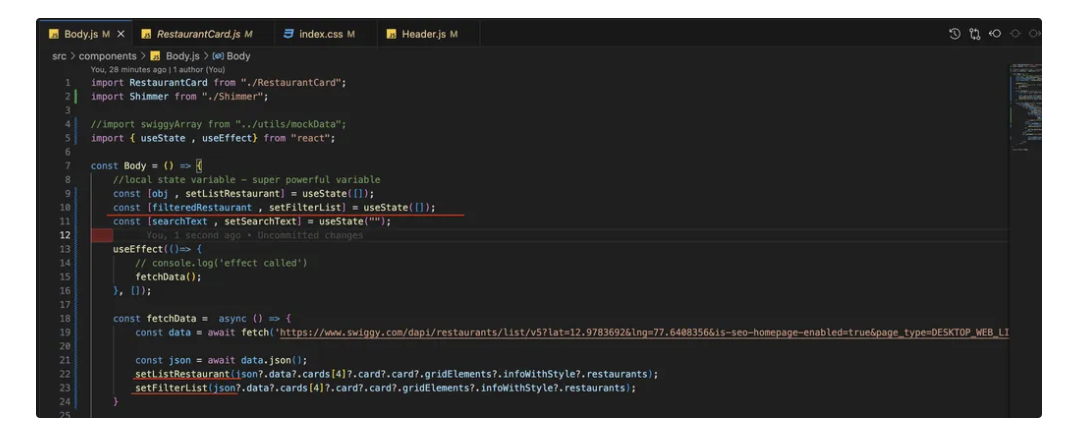 Body.js M X RestaurantCard.js M index.css M Header.js M
src > components > Body.js > Body
You, 28 minutes ago | 1 author (You)
1 import RestaurantCard from "./RestaurantCard";
2 import Shimmer from "./Shimmer";
3
4 //import swiggyArray from "../utils/mockData";
5 import { useState , useEffect} from "react";
6
7 const Body = () => {
8 //local state variable - super powerful variable
9 const [obj , setListRestaurant] = useState([]);
10 const [filteredRestaurant , setFilterList] = useState([]);
11 const [searchText , setSearchText] = useState("");
12 You, 1 second ago • Uncommitted changes
13 useEffect(()=> {
14 // console.log('effect called')
15 fetchData();
16 }, []);
17
18 const fetchData = async () => {
19 const data = await fetch('https://www.swiggy.com/dapi/restaurants/list/v5?lat=12.9783692&lng=77.6408356&is-seo-homepage-enabled=true&page_type=DESKTOP_WEB_LI
20
21 const json = await data.json();
22 setListRestaurant(json?.data?.cards[4]?.card?.card?.gridElements?.infoWithStyle?.restaurants);
23 setFilterList(json?.data?.cards[4]?.card?.card?.gridElements?.infoWithStyle?.restaurants);
24 }
25